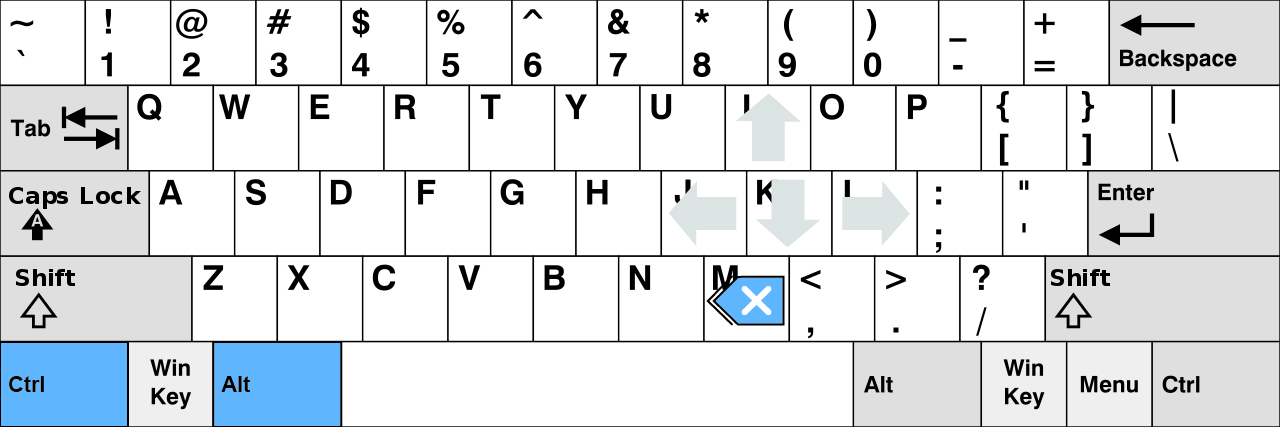 ~ ! @ # $ % ^ & * ( ) _ +
` 1 2 3 4 5 6 7 8 9 0 - = Backspace
Tab Q W E R T Y U I O P { } |
[ ] \
Caps Lock A S D F G H J K L : " Enter
A ; '
Shift Z X C V B N M < > ? Shift
, . /
Ctrl Win Key Alt Alt Win Key Menu Ctrl